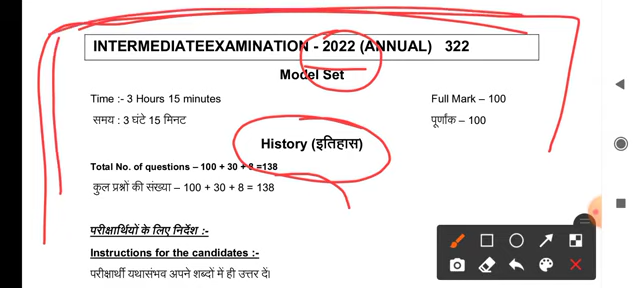 INTERMEDIATEEXAMINATION - 2022 (ANNUAL) 322
Model Set
Time :- 3 Hours 15 minutes Full Mark – 100
समय : 3 घंटे 15 मिनट पूर्णांक – 100
History (इतिहास)
Total No. of questions – 100 + 30 + 8 =138
कुल प्रश्नों की संख्या – 100 + 30 + 8 = 138
परीक्षार्थियों के लिए निर्देश :-
Instructions for the candidates :-
परीक्षार्थी यथासंभव अपने शब्दों में ही उत्तर दें।